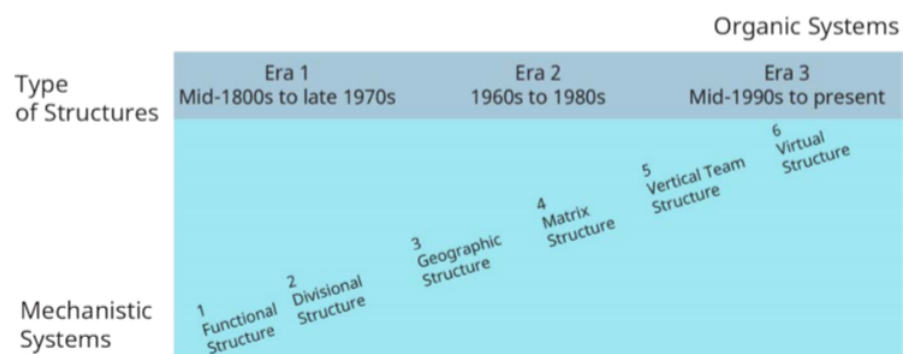 Organic Systems
Type
of Structures
Era 1
Mid-1800s to late 1970s
Era 2
1960s to 1980s
Era 3
Mid-1990s to present
6
Virtual
Structure
5
Vertical Team
Structure
4
Matrix
Structure
3
Geographic
Structure
2
Divisional
Structure
1
Functional
Structure
Mechanistic
Systems